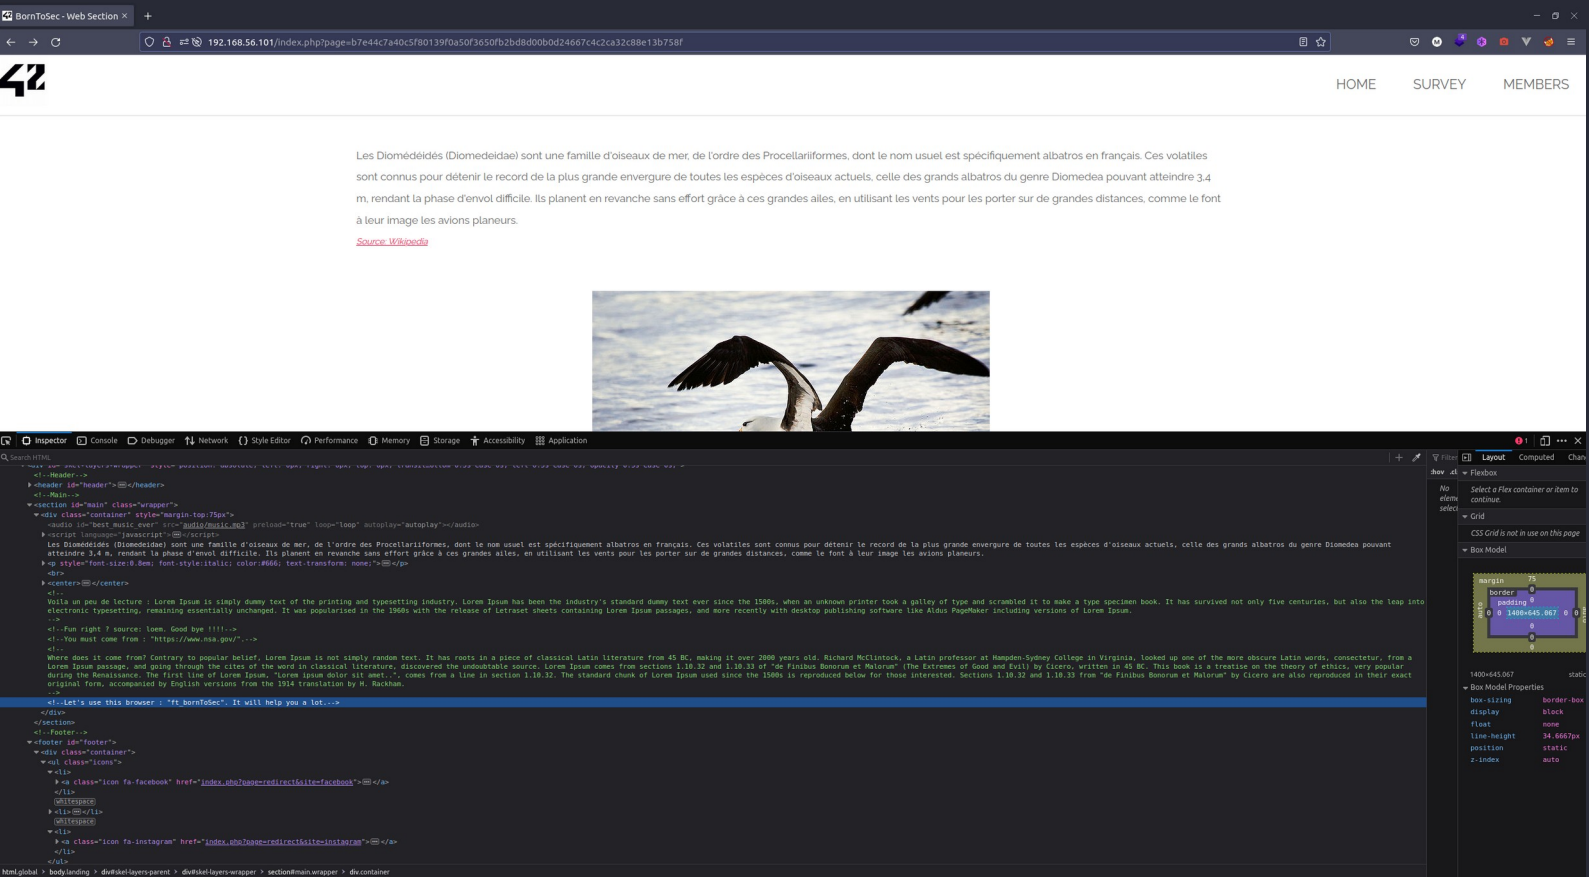 BornToSec - Web Section
192.168.56.101/index.php?page=b7e44c7a40c5f80139f0a50f3650fb2bd8d00b0d24667c4c2ca32c88e13b758f
42
HOME SURVEY MEMBERS
Les Diomédéidés (Diomedeidae) sont une famille d'oiseaux de mer, de l'ordre des Procellariiformes, dont le nom usuel est spécifiquement albatros en français. Ces volatiles
sont connus pour détenir le record de la plus grande envergure de toutes les espèces d'oiseaux actuels, celle des grands albatros du genre Diomedea pouvant atteindre 3,4
m, rendant la phase d'envol difficile. Ils planent en revanche sans effort grâce à ces grandes ailes, en utilisant les vents pour les porter sur de grandes distances, comme le font
à leur image les avions planeurs.
Source: Wikipedia
Inspector Console Debugger Network {} Style Editor Performance Memory Storage Accessibility Application 1
Search HTML
<!--Header-->
<header id="header"></header>
<!--Main-->
<section id="main" class="wrapper">
<div class="container" style="margin-top:75px">
<audio id="best_music_ever" src="audio/music.mp3" preload="true" loop="loop" autoplay="autoplay"></audio>
<script language="javascript"></script>
Les Diomédéidés (Diomedeidae) sont une famille d'oiseaux de mer, de l'ordre des Procellariiformes, dont le nom usuel est spécifiquement albatros en français. Ces volatiles sont connus pour détenir le record de la plus grande envergure de toutes les espèces d'oiseaux actuels, celle des grands albatros du genre Diomedea pouvant
atteindre 3,4 m, rendant la phase d'envol difficile. Ils planent en revanche sans effort grâce à ces grandes ailes, en utilisant les vents pour les porter sur de grandes distances, comme le font à leur image les avions planeurs.
<p style="font-size:0.8em; font-style:italic; color:#666; text-transform: none;"></p>
<br>
<center></center>
<!--
Voila un peu de lecture : Lorem Ipsum is simply dummy text of the printing and typesetting industry. Lorem Ipsum has been the industry's standard dummy text ever since the 1500s, when an unknown printer took a galley of type and scrambled it to make a type specimen book. It has survived not only five centuries, but also the leap into
electronic typesetting, remaining essentially unchanged. It was popularised in the 1960s with the release of Letraset sheets containing Lorem Ipsum passages, and more recently with desktop publishing software like Aldus PageMaker including versions of Lorem Ipsum.
-->
<!--Fun right ? source: loem. Good bye !!!!-->
<!--You must come from : "https://www.nsa.gov/".-->
<!--
Where does it come from? Contrary to popular belief, Lorem Ipsum is not simply random text. It has roots in a piece of classical Latin literature from 45 BC, making it over 2000 years old. Richard McClintock, a Latin professor at Hampden-Sydney College in Virginia, looked up one of the more obscure Latin words, consectetur, from a
Lorem Ipsum passage, and going through the cites of the word in classical literature, discovered the undoubtable source. Lorem Ipsum comes from sections 1.10.32 and 1.10.33 of "de Finibus Bonorum et Malorum" (The Extremes of Good and Evil) by Cicero, written in 45 BC. This book is a treatise on the theory of ethics, very popular
during the Renaissance. The first line of Lorem Ipsum, "Lorem ipsum dolor sit amet..", comes from a line in section 1.10.32. The standard chunk of Lorem Ipsum used since the 1500s is reproduced below for those interested. Sections 1.10.32 and 1.10.33 from "de Finibus Bonorum et Malorum" by Cicero are also reproduced in their exact
original form, accompanied by English versions from the 1914 translation by H. Rackham.
-->
<!--Let's use this browser : "ft_bornToSec". It will help you a lot.-->
</div>
</section>
<!--Footer-->
<footer id="footer">
<div class="container">
<ul class="icons">
<li>
<a class="icon fa-facebook" href="index.php?page=redirect&site=facebook"></a>
</li>
whitespace
<li></li>
whitespace
<li>
<a class="icon fa-instagram" href="index.php?page=redirect&site=instagram"></a>
</li>
</ul>
html.global > body.landing > div#skel-layers-parent > div#skel-layers-wrapper > section#main.wrapper > div.container
Filter
:hov .cl
No
elem
selec
Layout Computed Chan
Flexbox
Select a Flex container or item to
continue.
Grid
CSS Grid is not in use on this page
Box Model
margin 75
border 0
padding 0
auto 0 0 1400×645.067 0 0
0
0
1400×645.067 static
Box Model Properties
box-sizing border-box
display block
float none
line-height 34.6667px
position static
z-index auto